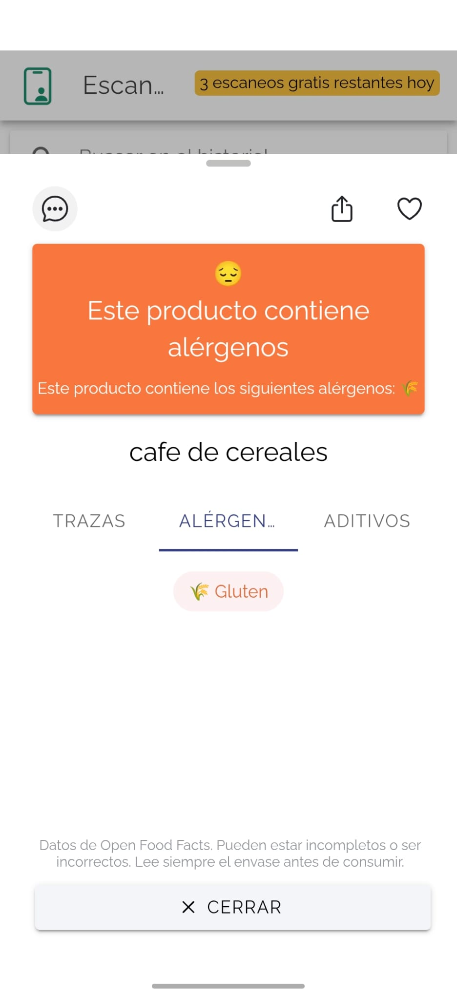 Escan...
3 escaneos gratis restantes hoy
Buscar en el historial
Este producto contiene
alérgenos
Este producto contiene los siguientes alérgenos:
cafe de cereales
TRAZAS
ALÉRGEN...
ADITIVOS
Gluten
Datos de Open Food Facts. Pueden estar incompletos o ser
incorrectos. Lee siempre el envase antes de consumir.
CERRAR